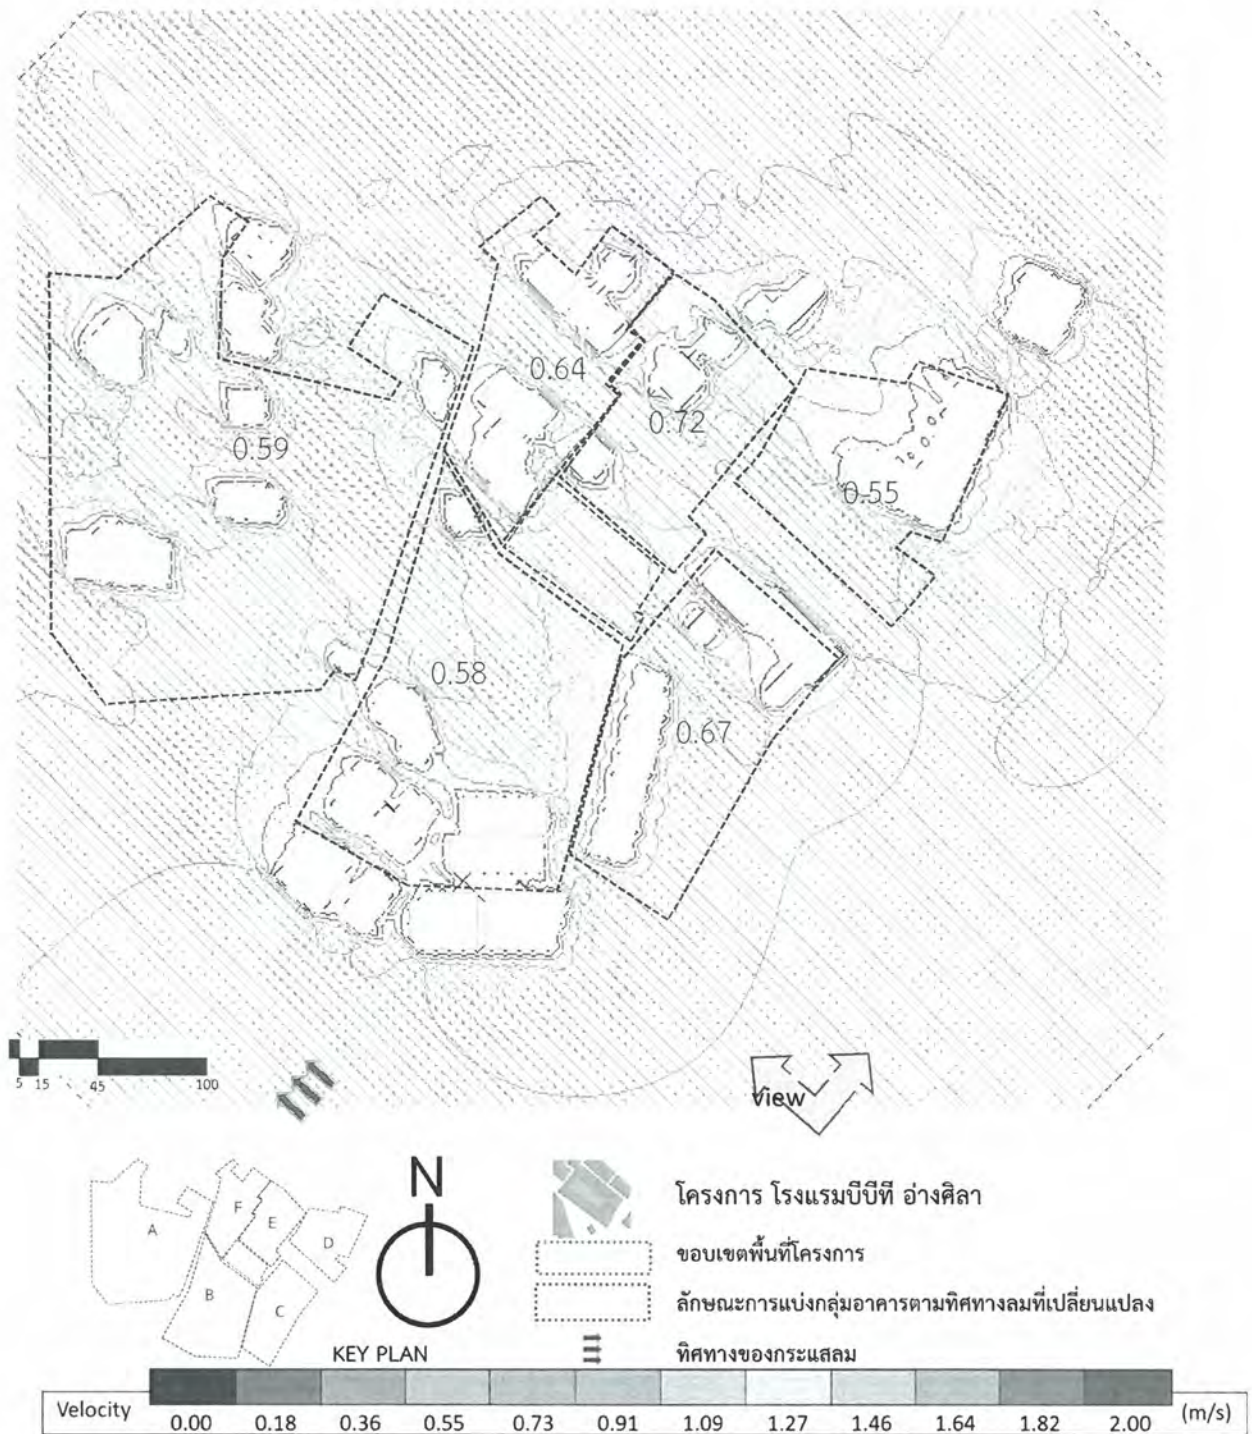 0.64
0.72
0.59
0.55
0.58
0.67
5 15 45 100
view
N
A
F
E
D
B
C
KEY PLAN
โครงการ โรงแรมบีบีที อ่างศิลา
ขอบเขตพื้นที่โครงการ
ลักษณะการแบ่งกลุ่มอาคารตามทิศทางลมที่เปลี่ยนแปลง
ทิศทางของกระแสลม
Velocity 0.00 0.18 0.36 0.55 0.73 0.91 1.09 1.27 1.46 1.64 1.82 2.00 (m/s)